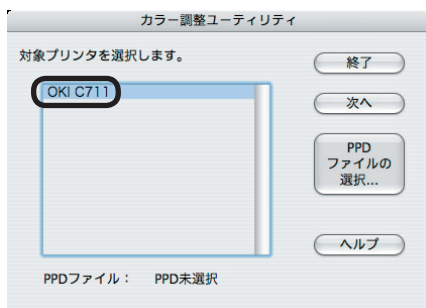 カラー調整ユーティリティ
対象プリンタを選択します。
OKI C711
終了
次へ
PPD
ファイルの
選択...
ヘルプ
PPDファイル： PPD未選択